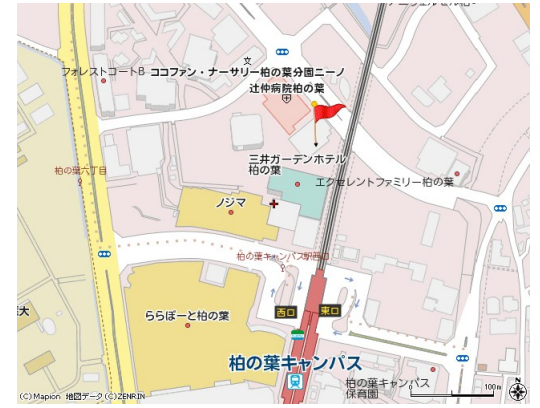 フォレストコートB
ココファン・ナーサリー柏の葉分園ニーノ
辻仲病院柏の葉
三井ガーデンホテル
柏の葉
エクセレントファミリー柏の葉
柏の葉六丁目
ノジマ
柏の葉キャンパス駅西口
西口
東口
ららぽーと柏の葉
柏の葉キャンパス
柏の葉キャンパス
保育園
100m
(C)Mapion 地図データ(C)ZENRIN